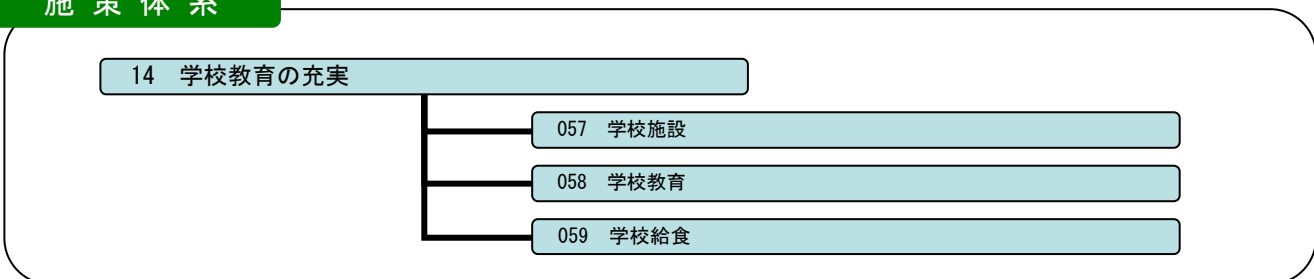 施 策 体 系
14 学校教育の充実
057 学校施設
058 学校教育
059 学校給食